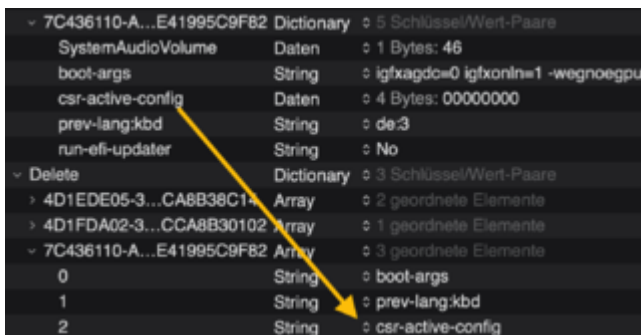 7C436110-A...E41995C9F82 Dictionary 5 Schlüssel/Wert-Paare
SystemAudioVolume Daten 1 Bytes: 46
boot-args String igfxagdc=0 igfxonln=1 -wegnoegpu
csr-active-config Daten 4 Bytes: 00000000
prev-lang:kbd String de:3
run-efi-updater String No
Delete Dictionary 3 Schlüssel/Wert-Paare
4D1EDE05-3...CA8B38C14 Array 2 geordnete Elemente
4D1FDA02-3...CCA8B30102 Array 1 geordnete Elemente
7C436110-A...E41995C9F82 Array 3 geordnete Elemente
0 String boot-args
1 String prev-lang:kbd
2 String csr-active-config